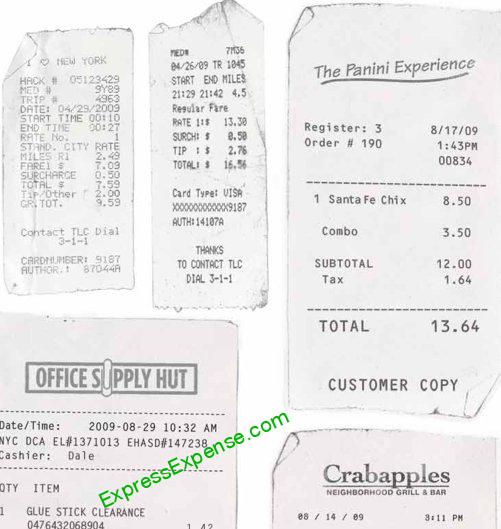 I ♡ NEW YORK
HACK # 05123429
MED # 9Y89
TRIP # 4963
DATE: 04/29/2009
START TIME 00:10
END TIME 00:27
RATE No. 1
STAND. CITY RATE
MILES R1 2.49
FARE1 $ 7.09
SURCHARGE 0.50
TOTAL $ 7.59
Tip/Other $ 2.00
GR.TOT. 9.59
Contact TLC Dial
3-1-1
CARDNUMBER: 9187
AUTHOR.: 87044A
MED# 7M36
04/26/09 TR 1045
START END MILES
21:29 21:42 4.5
Regular Fare
RATE 1:$ 13.30
SURCH: $ 0.50
TIP : $ 2.76
TOTAL: $ 16.56
Card Type: VISA
XXXXXXXXXXXX9187
AUTH:14107A
THANKS
TO CONTACT TLC
DIAL 3-1-1
The Panini Experience
Register: 3 8/17/09
Order # 190 1:43PM
00834
1 Santa Fe Chix 8.50
Combo 3.50
SUBTOTAL 12.00
Tax 1.64
TOTAL 13.64
CUSTOMER COPY
OFFICE SUPPLY HUT
Date/Time: 2009-08-29 10:32 AM
NYC DCA EL#1371013 EHASD#147238
Cashier: Dale
QTY ITEM
1 GLUE STICK CLEARANCE
0476432068904 1.42
ExpressExpense.com
Crabapples
NEIGHBORHOOD GRILL & BAR
08 / 14 / 09 3:11 PM